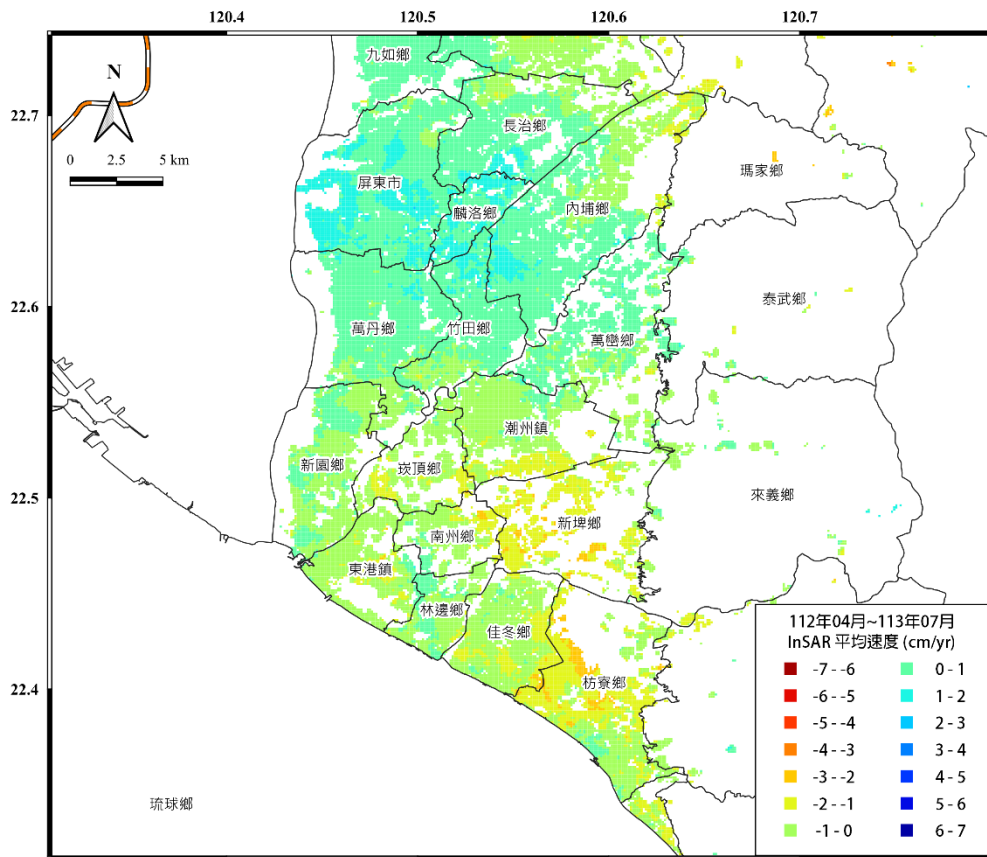 120.4 120.5 120.6 120.7
22.7
22.6
22.5
22.4
N
0 2.5 5 km
九如鄉
長治鄉
瑪家鄉
屏東市
麟洛鄉
內埔鄉
泰武鄉
萬丹鄉
竹田鄉
萬巒鄉
潮州鎮
新園鄉
崁頂鄉
來義鄉
新埤鄉
南州鄉
東港鎮
林邊鄉
佳冬鄉
枋寮鄉
琉球鄉
112年04月~113年07月
InSAR 平均速度 (cm/yr)
-7 - -6 0 - 1
-6 - -5 1 - 2
-5 - -4 2 - 3
-4 - -3 3 - 4
-3 - -2 4 - 5
-2 - -1 5 - 6
-1 - 0 6 - 7